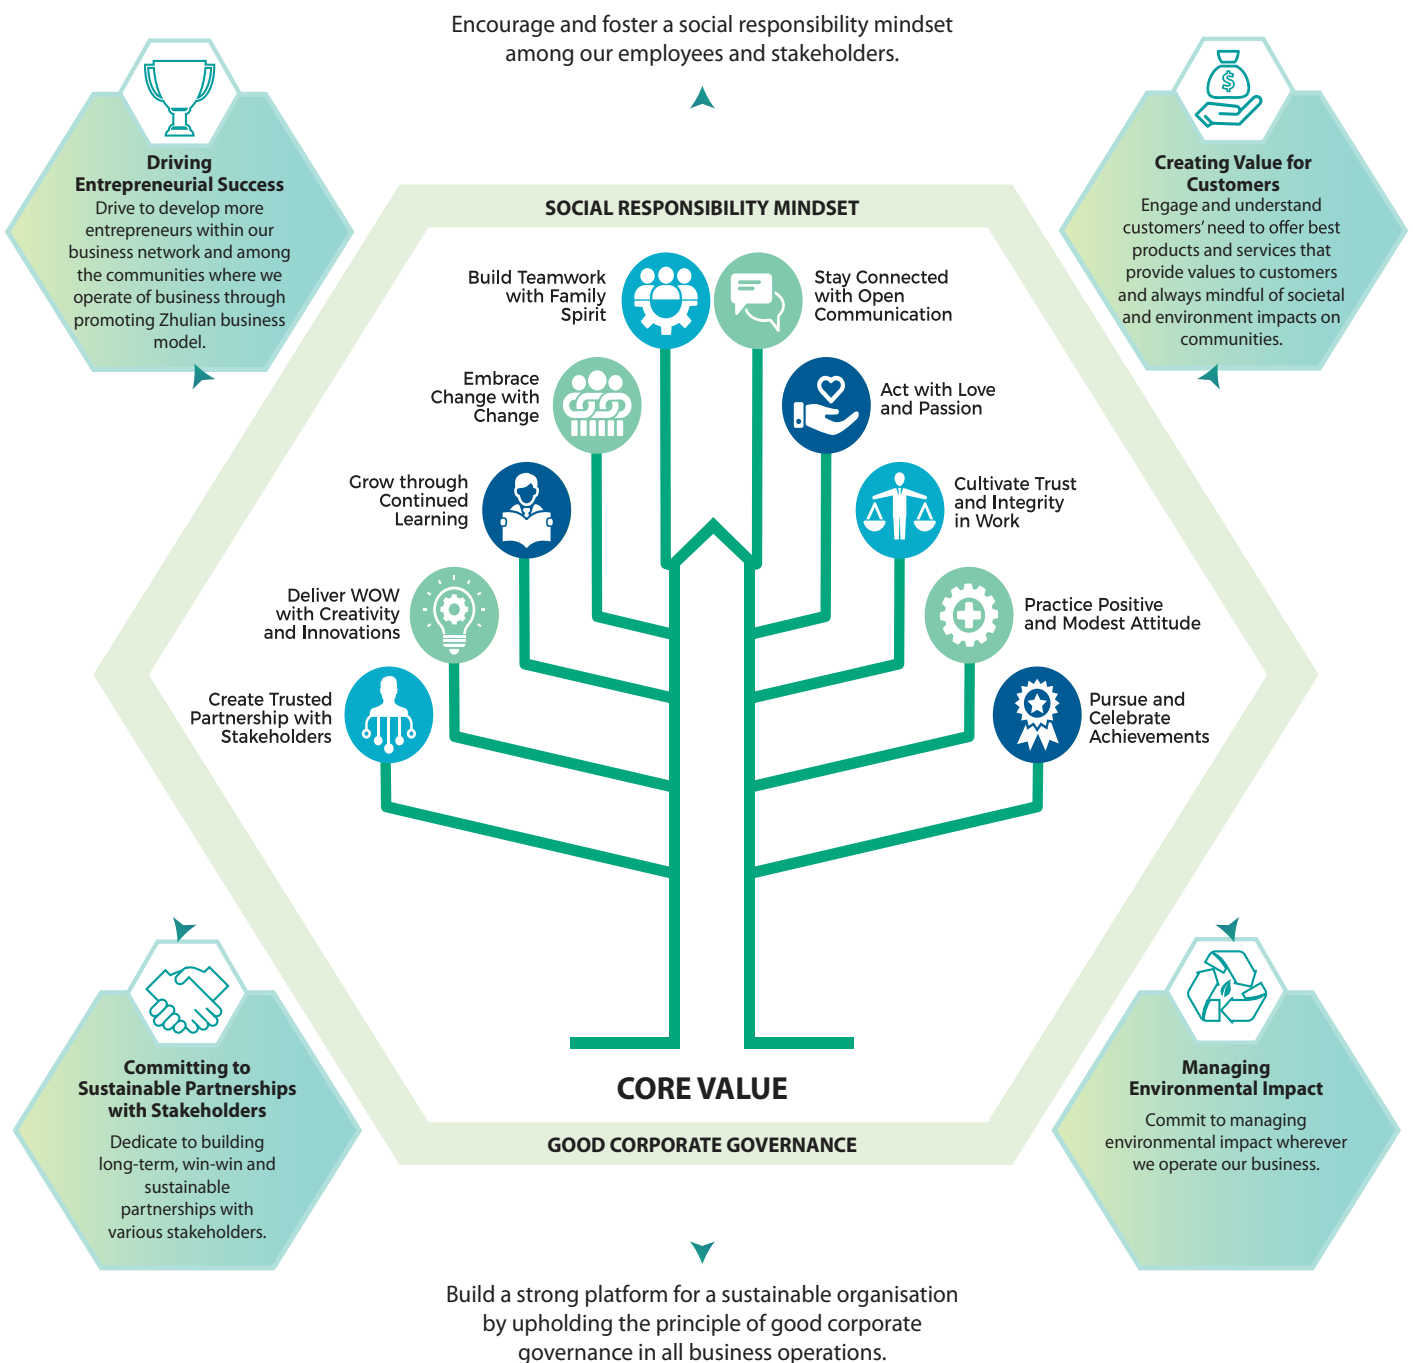 Encourage and foster a social responsibility mindset
among our employees and stakeholders.
Driving
Entrepreneurial Success
Drive to develop more
entrepreneurs within our
business network and among
the communities where we
operate of business through
promoting Zhulian business
model.
Creating Value for
Customers
Engage and understand
customers' need to offer best
products and services that
provide values to customers
and always mindful of societal
and environment impacts on
communities.
SOCIAL RESPONSIBILITY MINDSET
Build Teamwork
with Family
Spirit
Stay Connected
with Open
Communication
Embrace
Change with
Change
Act with Love
and Passion
Grow through
Continued
Learning
Cultivate Trust
and Integrity
in Work
Deliver WOW
with Creativity
and Innovations
Practice Positive
and Modest Attitude
Create Trusted
Partnership with
Stakeholders
Pursue and
Celebrate
Achievements
CORE VALUE
GOOD CORPORATE GOVERNANCE
Committing to
Sustainable Partnerships
with Stakeholders
Dedicate to building
long-term, win-win and
sustainable
partnerships with
various stakeholders.
Managing
Environmental Impact
Commit to managing
environmental impact wherever
we operate our business.
Build a strong platform for a sustainable organisation
by upholding the principle of good corporate
governance in all business operations.